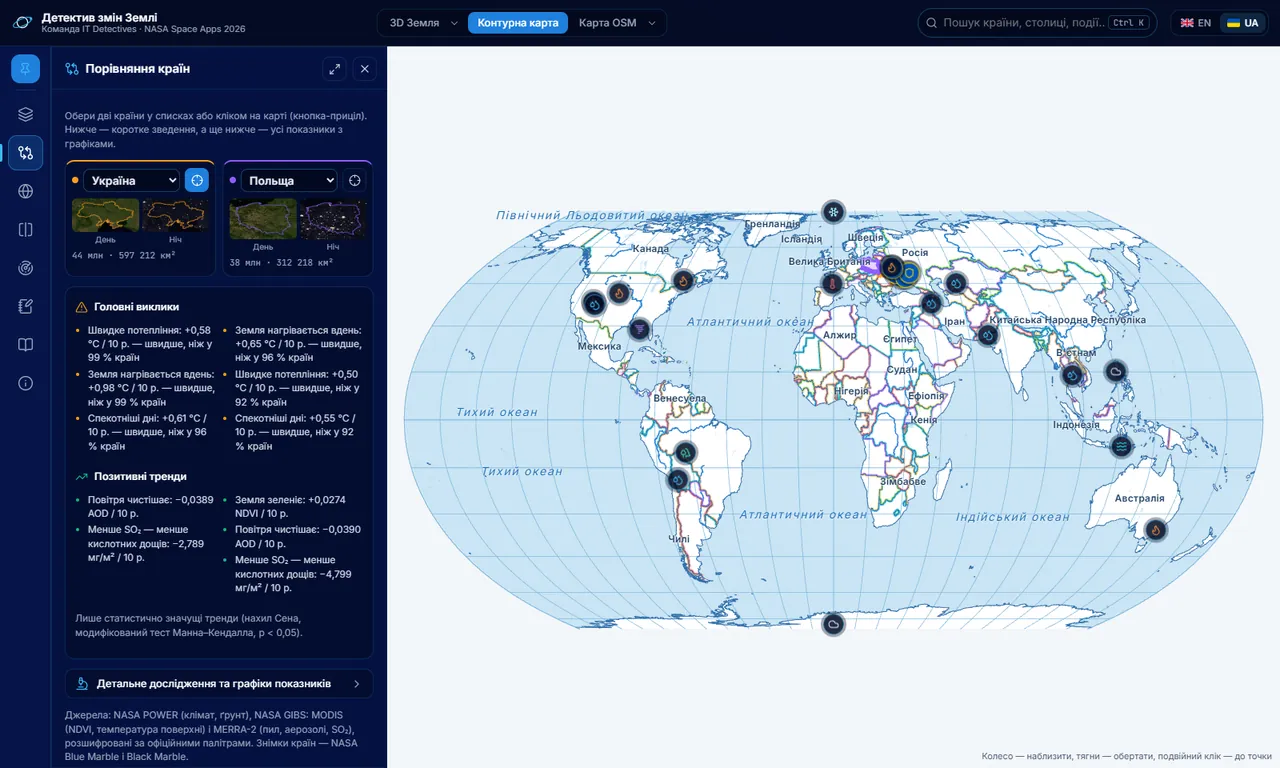 Детектив змін Землі
Команда IT Detectives · NASA Space Apps 2026
3D Земля
Контурна карта
Карта OSM
Пошук країни, столиці, події..
Ctrl K
EN
UA
Порівняння країн
Обери дві країни у списках або кліком на карті (кнопка-приціл).
Нижче — коротке зведення, а ще нижче — усі показники з
графіками.
Україна
День
Ніч
44 млн · 597 212 км²
Польща
День
Ніч
38 млн · 312 218 км²
Головні виклики
Швидке потепління: +0,58
°C / 10 р. — швидше, ніж у
99 % країн
Земля нагрівається вдень:
+0,98 °C / 10 р. — швидше,
ніж у 99 % країн
Спекотніші дні: +0,61 °C /
10 р. — швидше, ніж у 96
% країн
Земля нагрівається вдень:
+0,65 °C / 10 р. — швидше,
ніж у 96 % країн
Швидке потепління: +0,50
°C / 10 р. — швидше, ніж у
92 % країн
Спекотніші дні: +0,55 °C /
10 р. — швидше, ніж у 92
% країн
Позитивні тренди
Повітря чистішає: −0,0389
AOD / 10 р.
Менше SO₂ — менше
кислотних дощів: −2,789
мг/м² / 10 р.
Земля зеленіє: +0,0274
NDVI / 10 р.
Повітря чистішає: −0,0390
AOD / 10 р.
Менше SO₂ — менше
кислотних дощів: −4,799
мг/м² / 10 р.
Лише статистично значущі тренди (нахил Сена,
модифікований тест Манна–Кендалла, p < 0,05).
Детальне дослідження та графіки показників
Джерела: NASA POWER (клімат, ґрунт), NASA GIBS: MODIS
(NDVI, температура поверхні) і MERRA-2 (пил, аерозолі, SO₂),
розшифровані за офіційними палітрами. Знімки країн — NASA
Blue Marble і Black Marble.
Північний Льодовитий океан
Гренландія
Ісландія
Швеція
Канада
Росія
Велика Британія
Атлантичний океан
Іран
Китайська Народна Республіка
Алжир
Єгипет
Мексика
В'єтнам
Судан
Нігерія
Ефіопія
Венесуела
Тихий океан
Кенія
Індонезія
Тихий океан
Зімбабве
Австралія
Атлантичний океан
Індійський океан
Чилі
Колесо — наблизити, тягни — обертати, подвійний клік — до точки